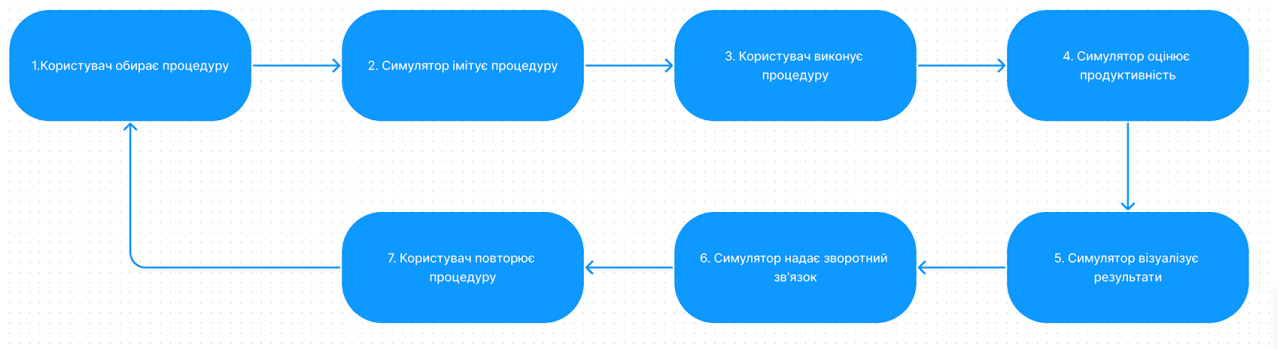 1.Користувач обирає процедуру
2. Симулятор імітує процедуру
3. Користувач виконує
процедуру
4. Симулятор оцінює
продуктивність
5. Симулятор візуалізує
результати
6. Симулятор надає зворотний
зв'язок
7. Користувач повторює
процедуру